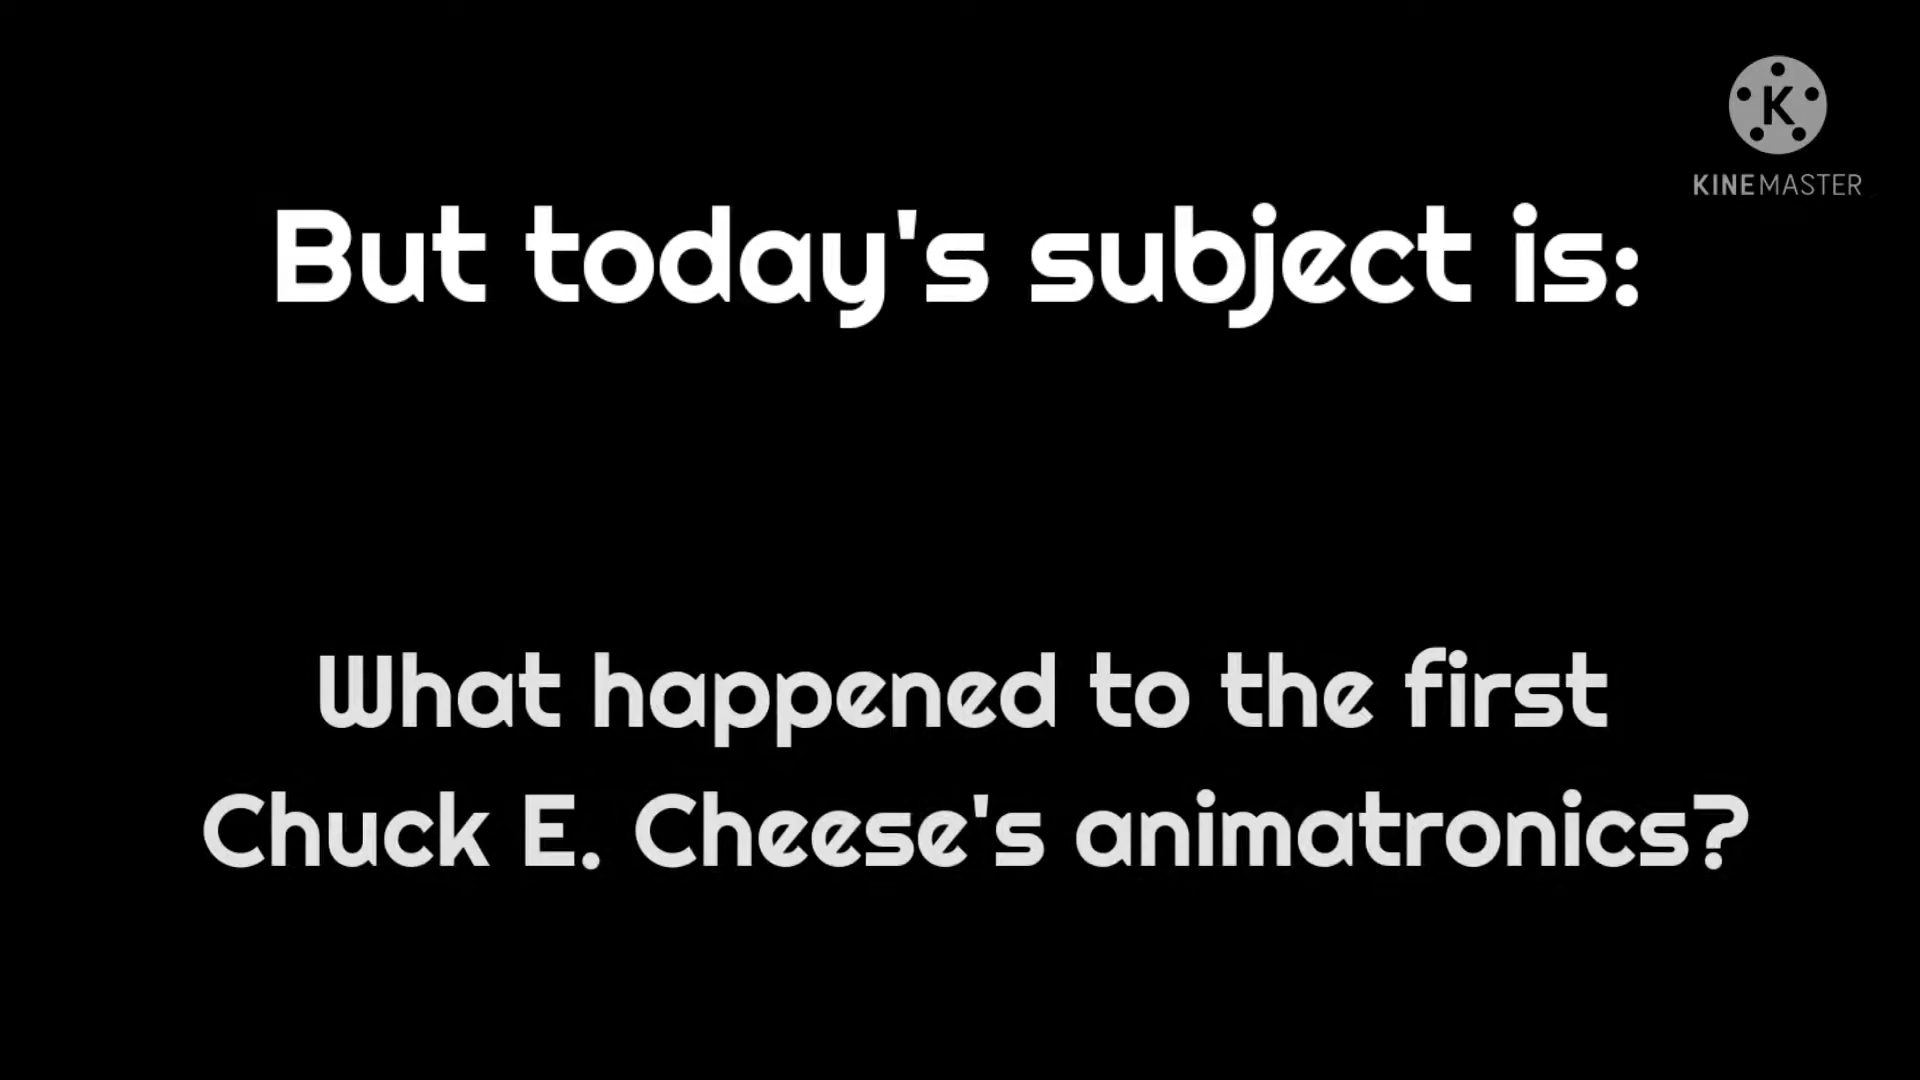 K
KINEMASTER
But today's subject is:
What happened to the first
Chuck E. Cheese's animatronics?